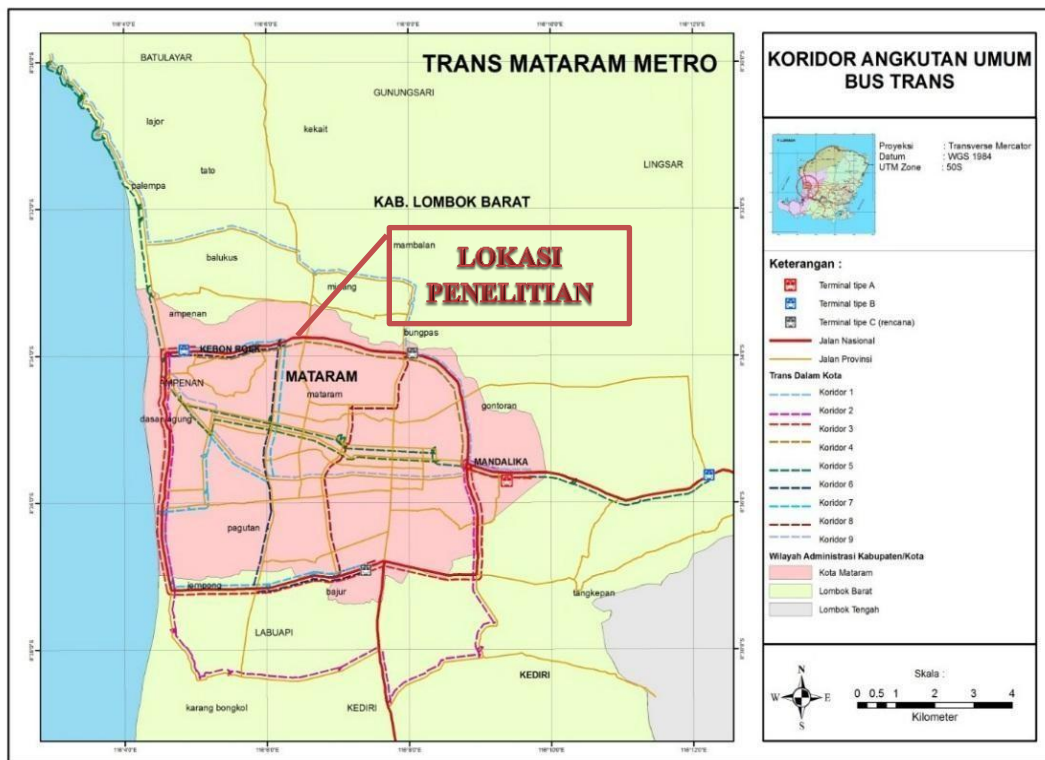 TRANS MATARAM METRO
BATULAYAR
GUNUNGSARI
lajor
kekait
LINGSAR
tato
palempa
KAB. LOMBOK BARAT
mambalan
LOKASI
PENELITIAN
balukus
ampenan
bungpas
KEBON ROEK
MATARAM
mataram
dasar agung
gontoran
MANDALIKA
pagutan
jempong
bajur
tangkepan
LABUAPI
KEDIRI
karang bongkol
KEDIRI
KORIDOR ANGKUTAN UMUM
BUS TRANS
Proyeksi : Transverse Mercator
Datum : WGS 1984
UTM Zone : 50S
Keterangan :
Terminal tipe A
Terminal tipe B
Terminal tipe C (rencana)
Jalan Nasional
Jalan Provinsi
Trans Dalam Kota
Koridor 1
Koridor 2
Koridor 3
Koridor 4
Koridor 5
Koridor 6
Koridor 7
Koridor 8
Koridor 9
Wilayah Administrasi Kabupaten/Kota
Kota Mataram
Lombok Barat
Lombok Tengah
N
W E
S
Skala :
0 0.5 1 2 3 4
Kilometer